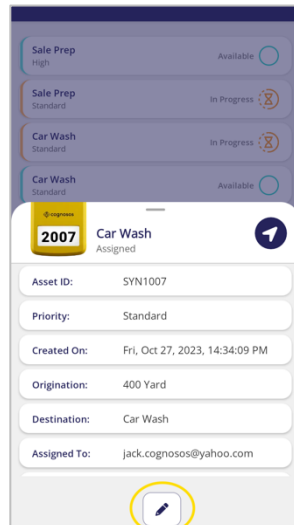 Sale Prep
High
Available
Sale Prep
Standard
In Progress
Car Wash
Standard
In Progress
Car Wash
Standard
Available
cognosos
2007
Car Wash
Assigned
Asset ID: SYN1007
Priority: Standard
Created On: Fri, Oct 27, 2023, 14:34:09 PM
Origination: 400 Yard
Destination: Car Wash
Assigned To: jack.cognosos@yahoo.com